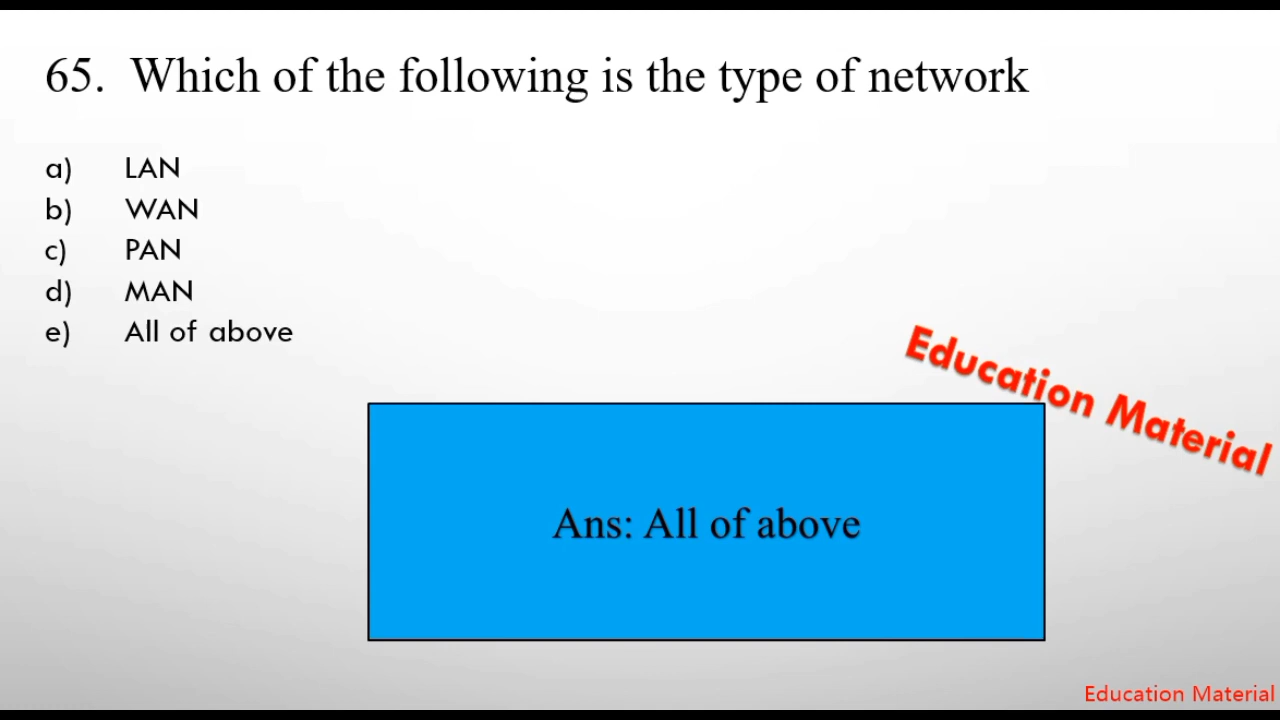 65. Which of the following is the type of network
a) LAN
b) WAN
c) PAN
d) MAN
e) All of above
Education Material
Ans: All of above
Education Material